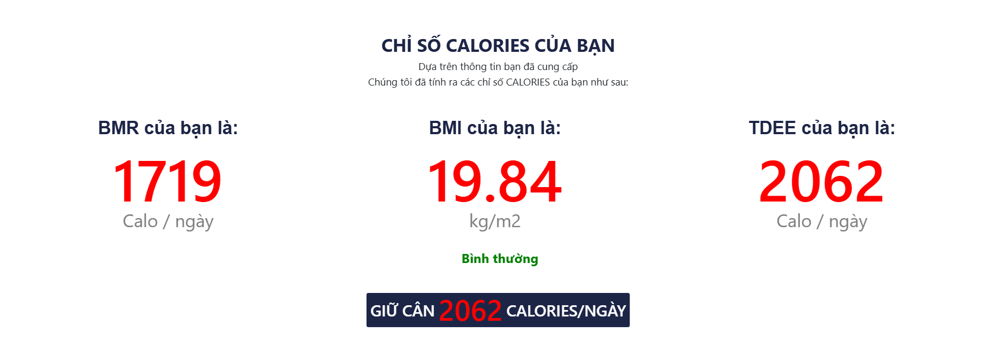 CHỈ SỐ CALORIES CỦA BẠN
Dựa trên thông tin bạn đã cung cấp
Chúng tôi đã tính ra các chỉ số CALORIES của bạn như sau:
BMR của bạn là:
1719
Calo / ngày
BMI của bạn là:
19.84
kg/m2
Bình thường
TDEE của bạn là:
2062
Calo / ngày
GIỮ CÂN 2062 CALORIES/NGÀY